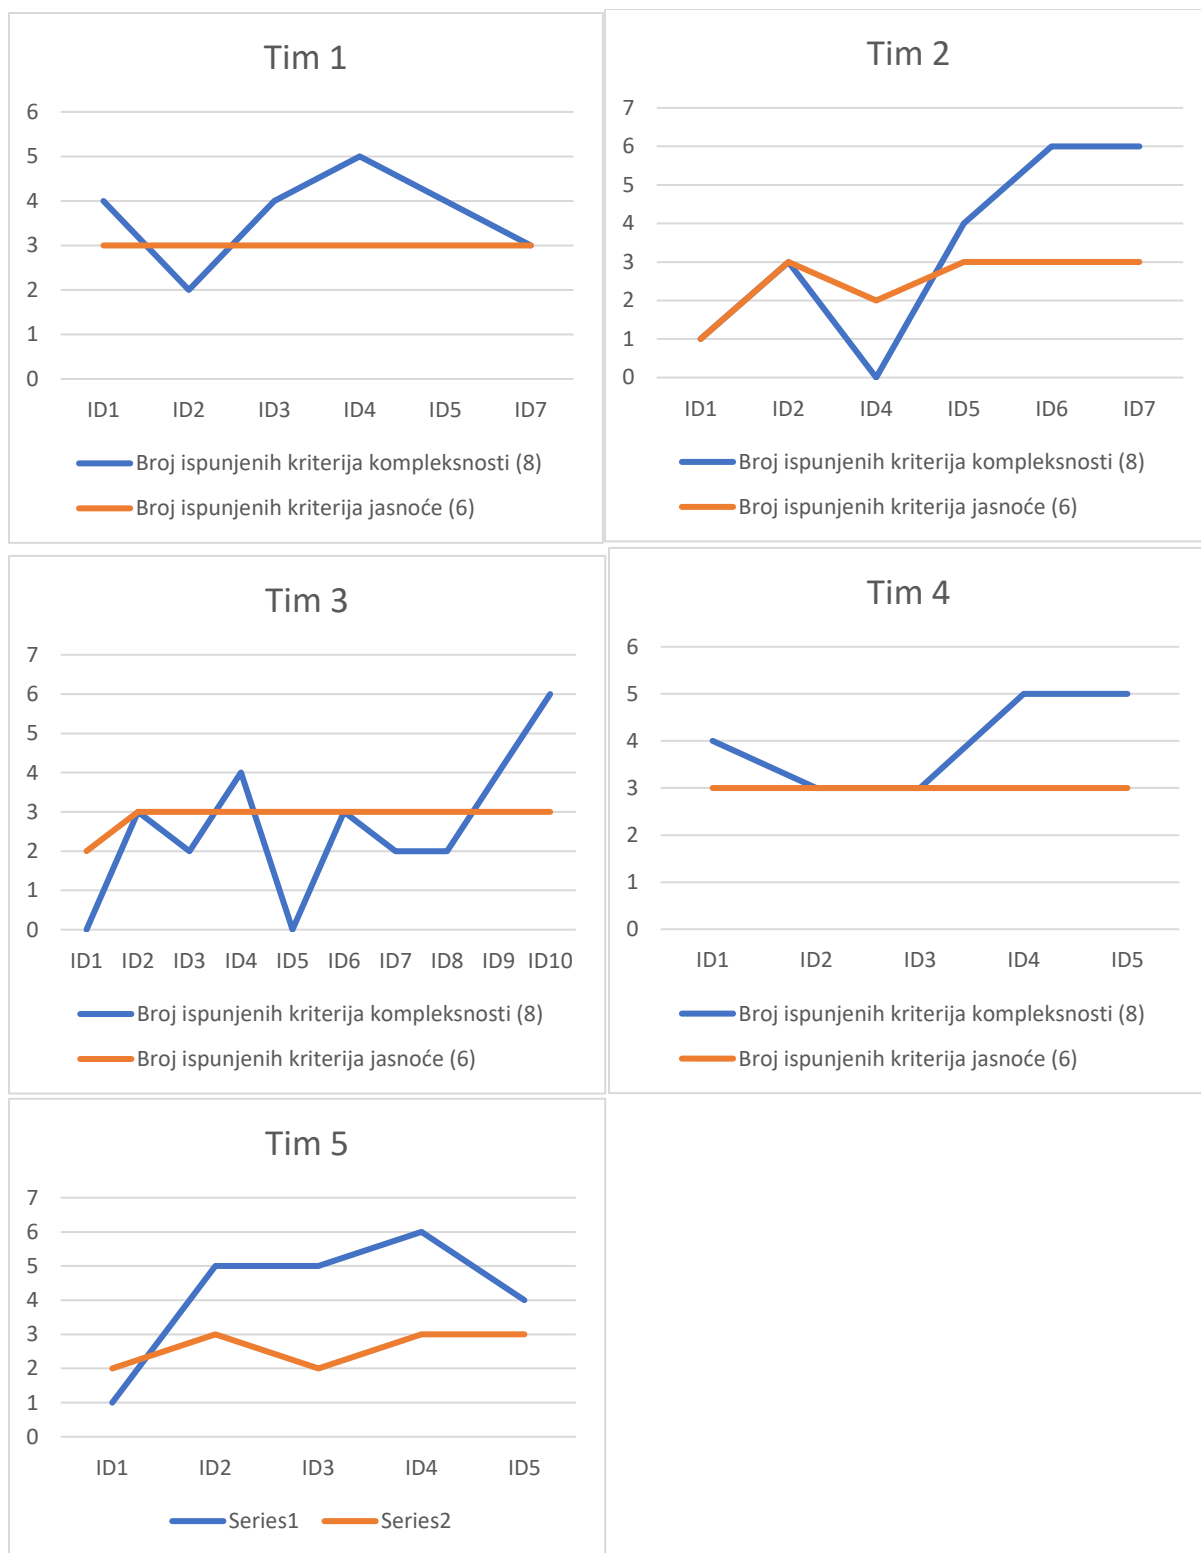 Tim 1
6
5
4
3
2
1
0
ID1 ID2 ID3 ID4 ID5 ID7
Broj ispunjenih kriterija kompleksnosti (8)
Broj ispunjenih kriterija jasnoće (6)
Tim 2
7
6
5
4
3
2
1
0
ID1 ID2 ID4 ID5 ID6 ID7
Broj ispunjenih kriterija kompleksnosti (8)
Broj ispunjenih kriterija jasnoće (6)
Tim 3
7
6
5
4
3
2
1
0
ID1 ID2 ID3 ID4 ID5 ID6 ID7 ID8 ID9 ID10
Broj ispunjenih kriterija kompleksnosti (8)
Broj ispunjenih kriterija jasnoće (6)
Tim 4
6
5
4
3
2
1
0
ID1 ID2 ID3 ID4 ID5
Broj ispunjenih kriterija kompleksnosti (8)
Broj ispunjenih kriterija jasnoće (6)
Tim 5
7
6
5
4
3
2
1
0
ID1 ID2 ID3 ID4 ID5
Series1 Series2